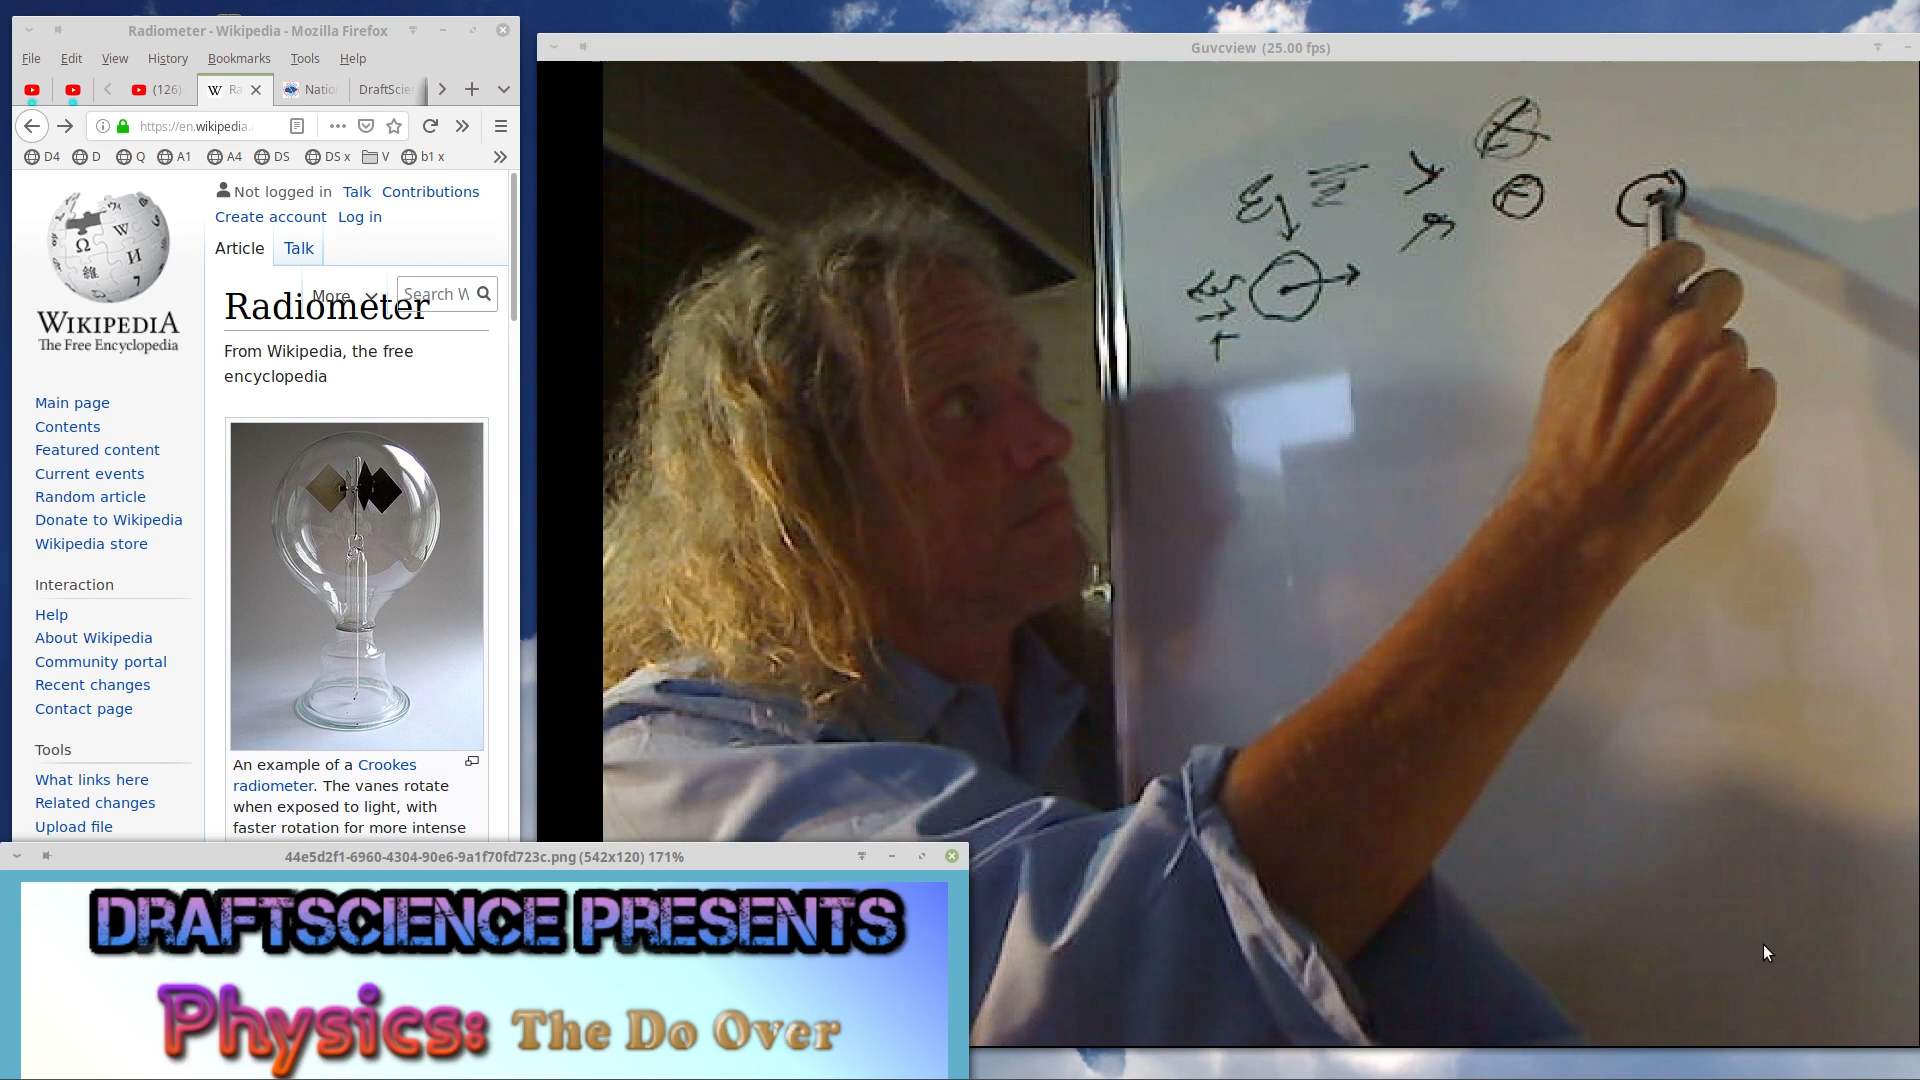 Radiometer - Wikipedia - Mozilla Firefox
File Edit View History Bookmarks Tools Help
(126) Natio DraftScie
https://en.wikipedia.
D4 D Q A1 A4 DS DS x V b1 x
Not logged in Talk Contributions
Create account Log in
Article Talk
More Search W
WIKIPEDIA
The Free Encyclopedia
Radiometer
From Wikipedia, the free
encyclopedia
Main page
Contents
Featured content
Current events
Random article
Donate to Wikipedia
Wikipedia store
Interaction
Help
About Wikipedia
Community portal
Recent changes
Contact page
Tools
What links here
Related changes
Upload file
An example of a Crookes
radiometer. The vanes rotate
when exposed to light, with
faster rotation for more intense
Guvcview (25.00 fps)
44e5d2f1-6960-4304-90e6-9a1f70fd723c.png (542x120) 171%
DRAFTSCIENCE PRESENTS
Physics: The Do Over